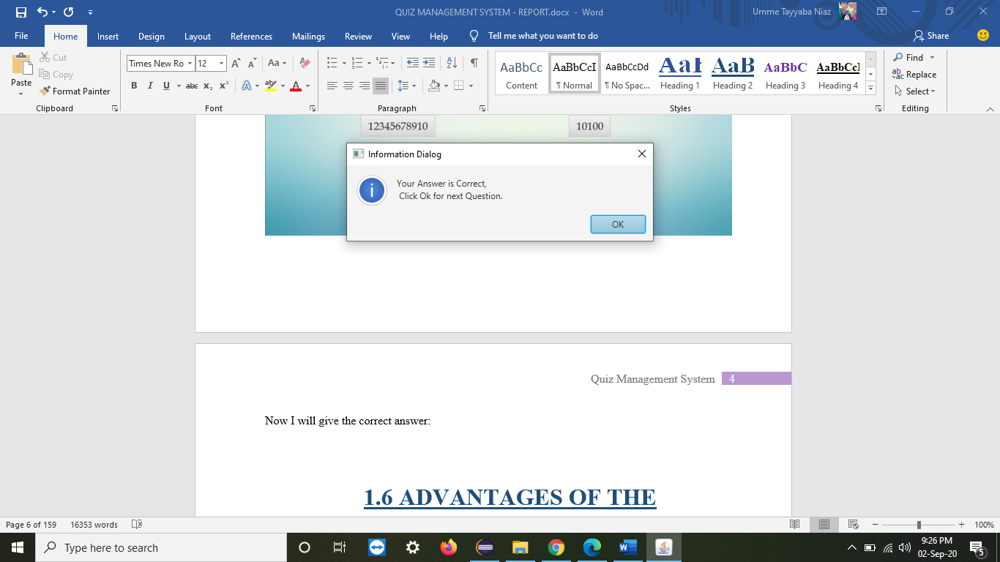 QUIZ MANAGEMENT SYSTEM - REPORT.docx - Word
Umme Tayyaba Niaz
File Home Insert Design Layout References Mailings Review View Help Tell me what you want to do
Share
Paste
Cut
Copy
Format Painter
Clipboard
Times New Ro 12
Font
Paragraph
AaBbCc AaBbCcI AaBbCcDd AaI AaB AaBbC AaBbCcI
Content ¶ Normal ¶ No Spac... Heading 1 Heading 2 Heading 3 Heading 4
Styles
Find
Replace
Select
Editing
12345678910 10100
Information Dialog
Your Answer is Correct,
Click Ok for next Question.
OK
Quiz Management System 4
Now I will give the correct answer:
1.6 ADVANTAGES OF THE
Page 6 of 159 16353 words
100%
Type here to search
9:26 PM
02-Sep-20
5